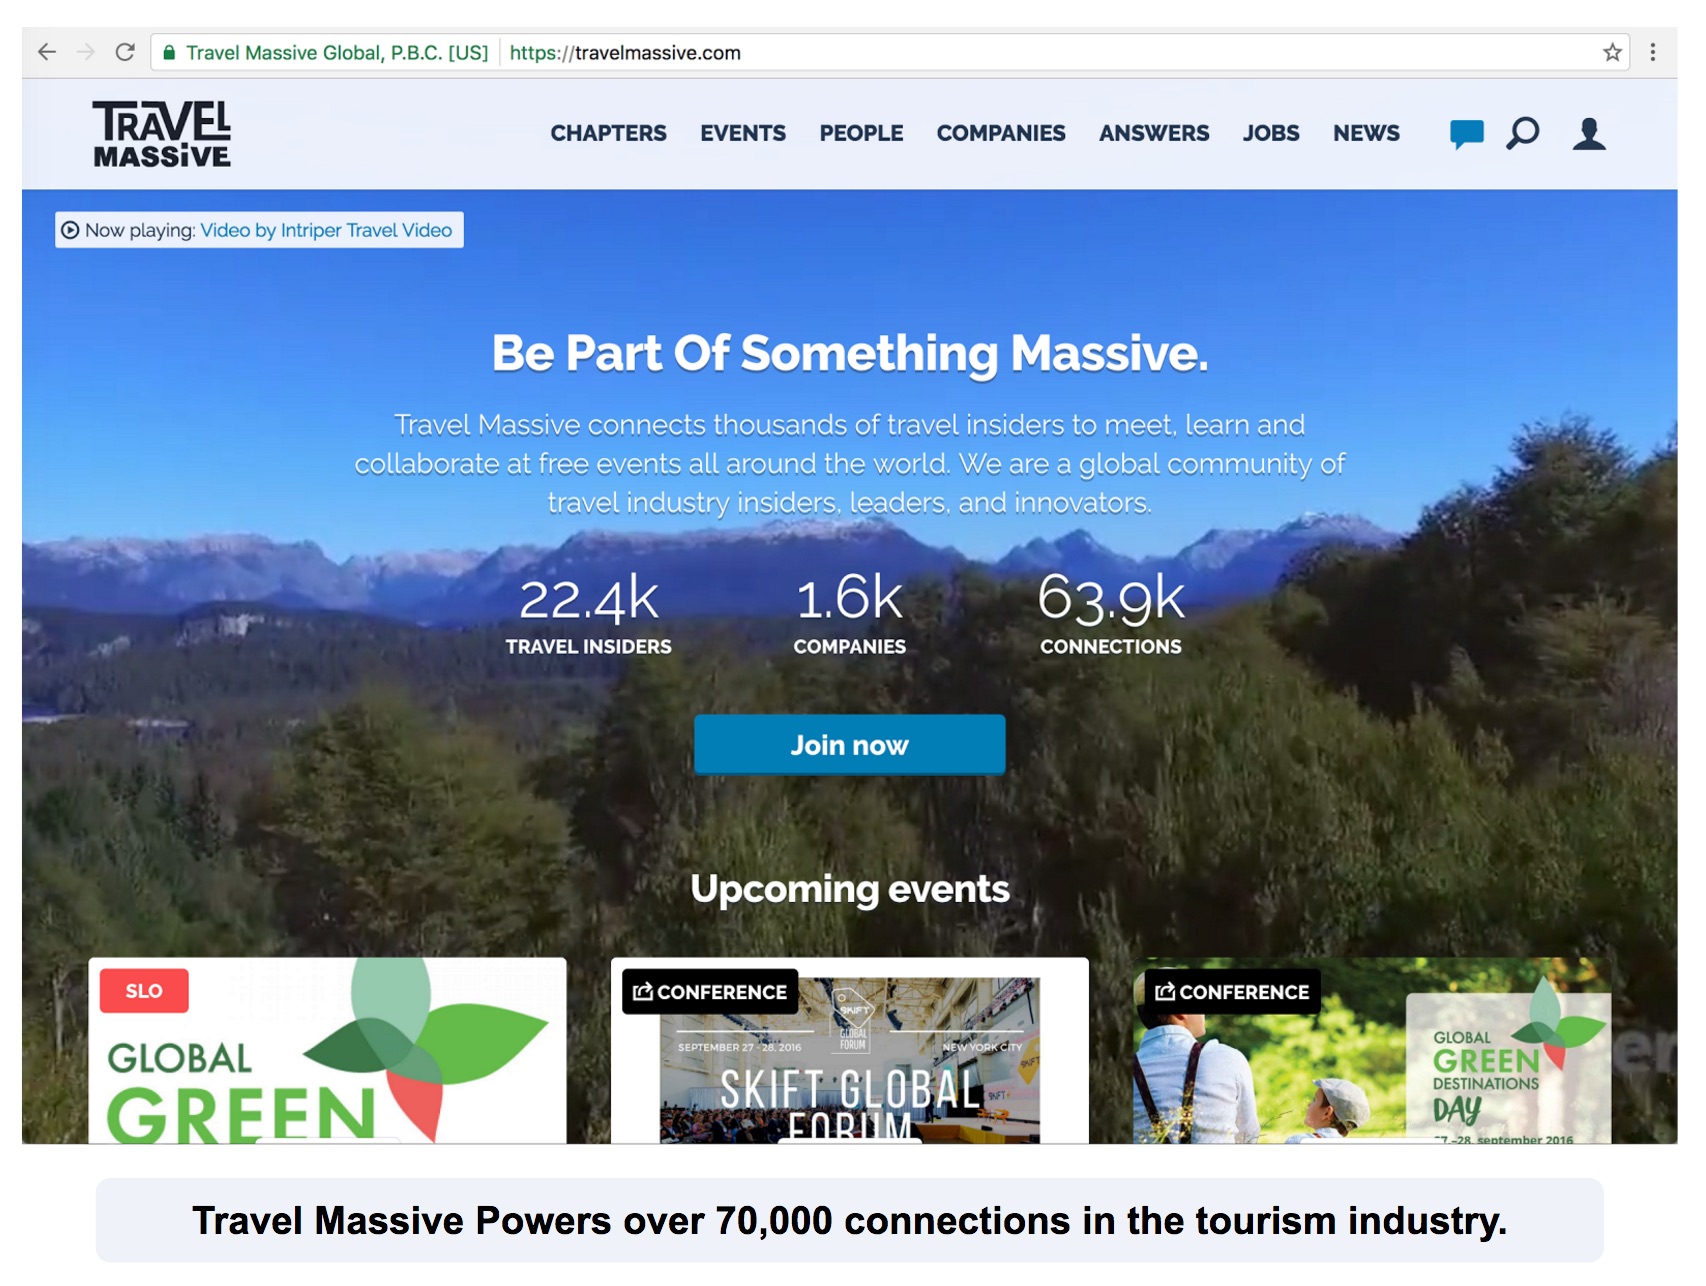 Travel Massive Global, P.B.C. [US] https://travelmassive.com
TRAVEL
MASSiVE
CHAPTERS EVENTS PEOPLE COMPANIES ANSWERS JOBS NEWS
Now playing: Video by Intriper Travel Video
Be Part Of Something Massive.
Travel Massive connects thousands of travel insiders to meet, learn and
collaborate at free events all around the world. We are a global community of
travel industry insiders, leaders, and innovators.
22.4k 1.6k 63.9k
TRAVEL INSIDERS COMPANIES CONNECTIONS
Join now
Upcoming events
SLO
GLOBAL
GREEN
CONFERENCE
SKIFT
GLOBAL
FORUM
SEPTEMBER 27 - 28, 2016 NEW YORK CITY
SKIFT GLOBAL
FORUM
SKIFT
SKIFT
CONFERENCE
GLOBAL
GREEN
DESTINATIONS
DAY
27.-28. september 2016
Travel Massive Powers over 70,000 connections in the tourism industry.